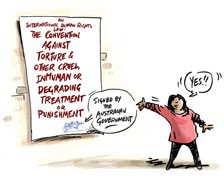 AN
INTERNATIONAL HUMAN RIGHTS
LAW:
THE CONVENTION
AGAINST
TORTURE &
OTHER CRUEL
INHUMAN OR
DEGRADING
TREATMENT
OR
PUNISHMENT
SIGNED BY
THE
AUSTRALIAN
GOVERNMENT
YES!!